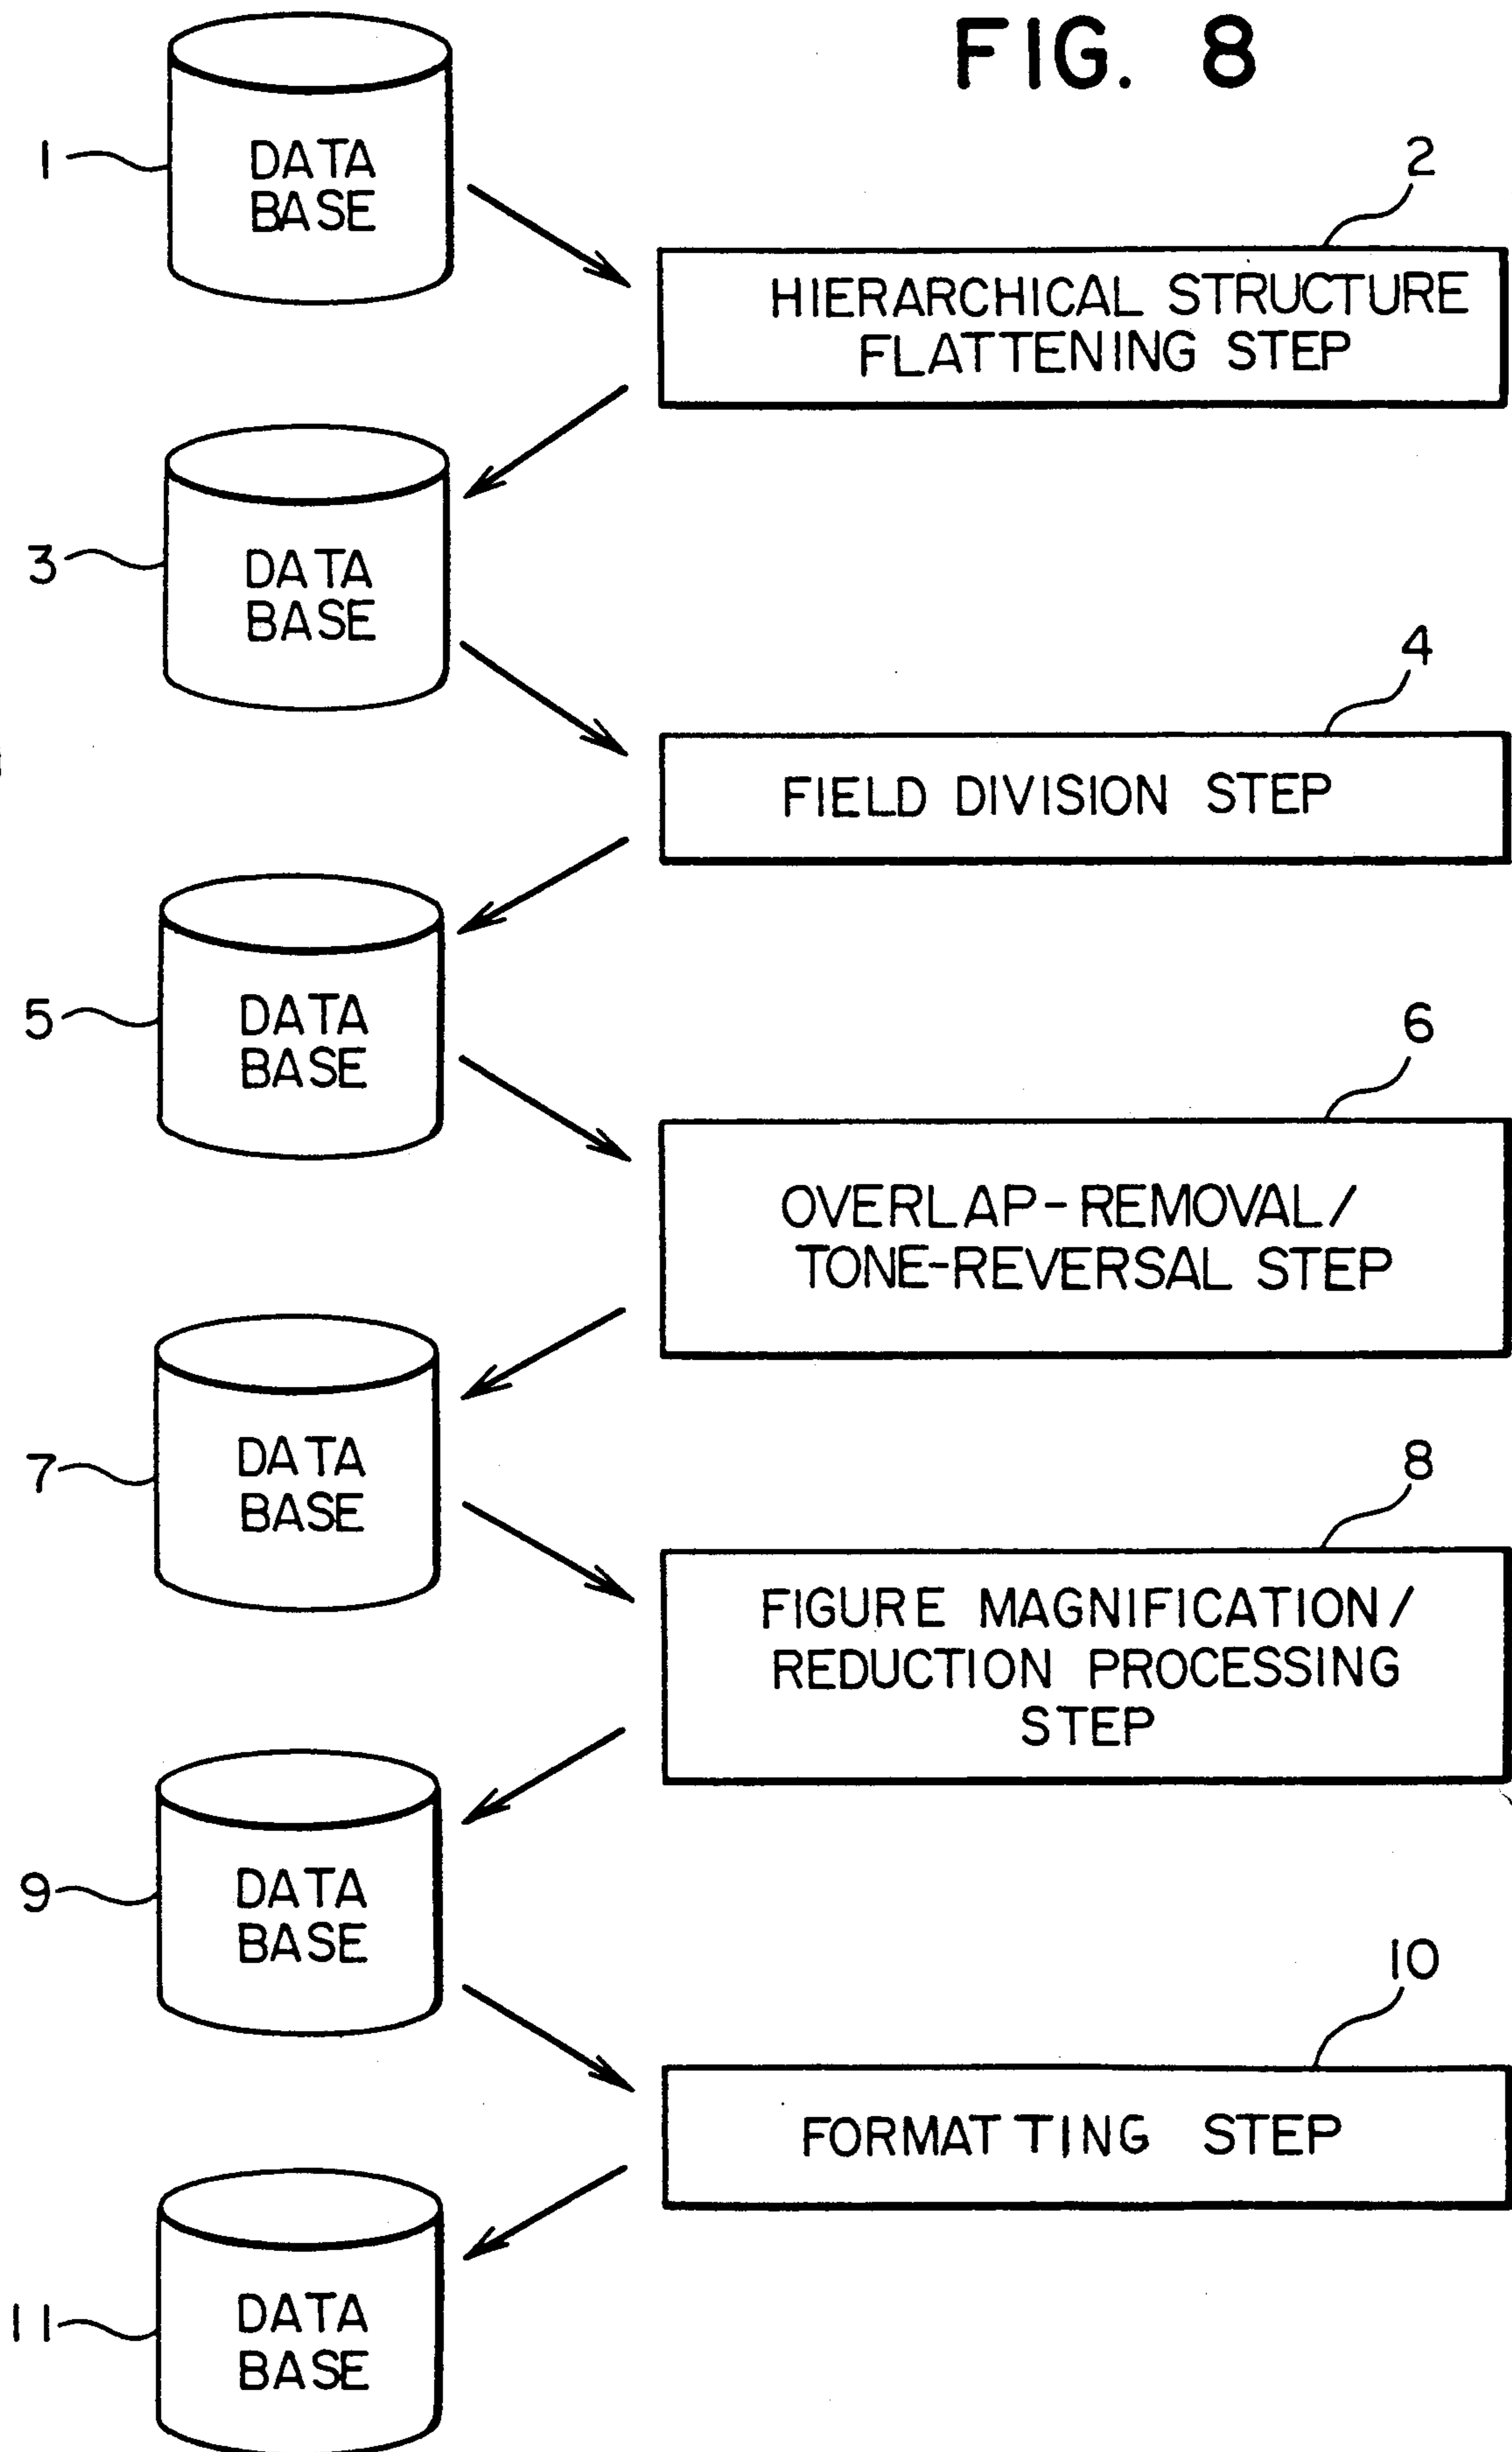 FIG. 8
1
DATA
BASE
2
HIERARCHICAL STRUCTURE
FLATTENING STEP
3
DATA
BASE
4
FIELD DIVISION STEP
5
DATA
BASE
6
OVERLAP-REMOVAL/
TONE-REVERSAL STEP
7
DATA
BASE
8
FIGURE MAGNIFICATION/
REDUCTION PROCESSING
STEP
9
DATA
BASE
10
FORMATTING STEP
11
DATA
BASE